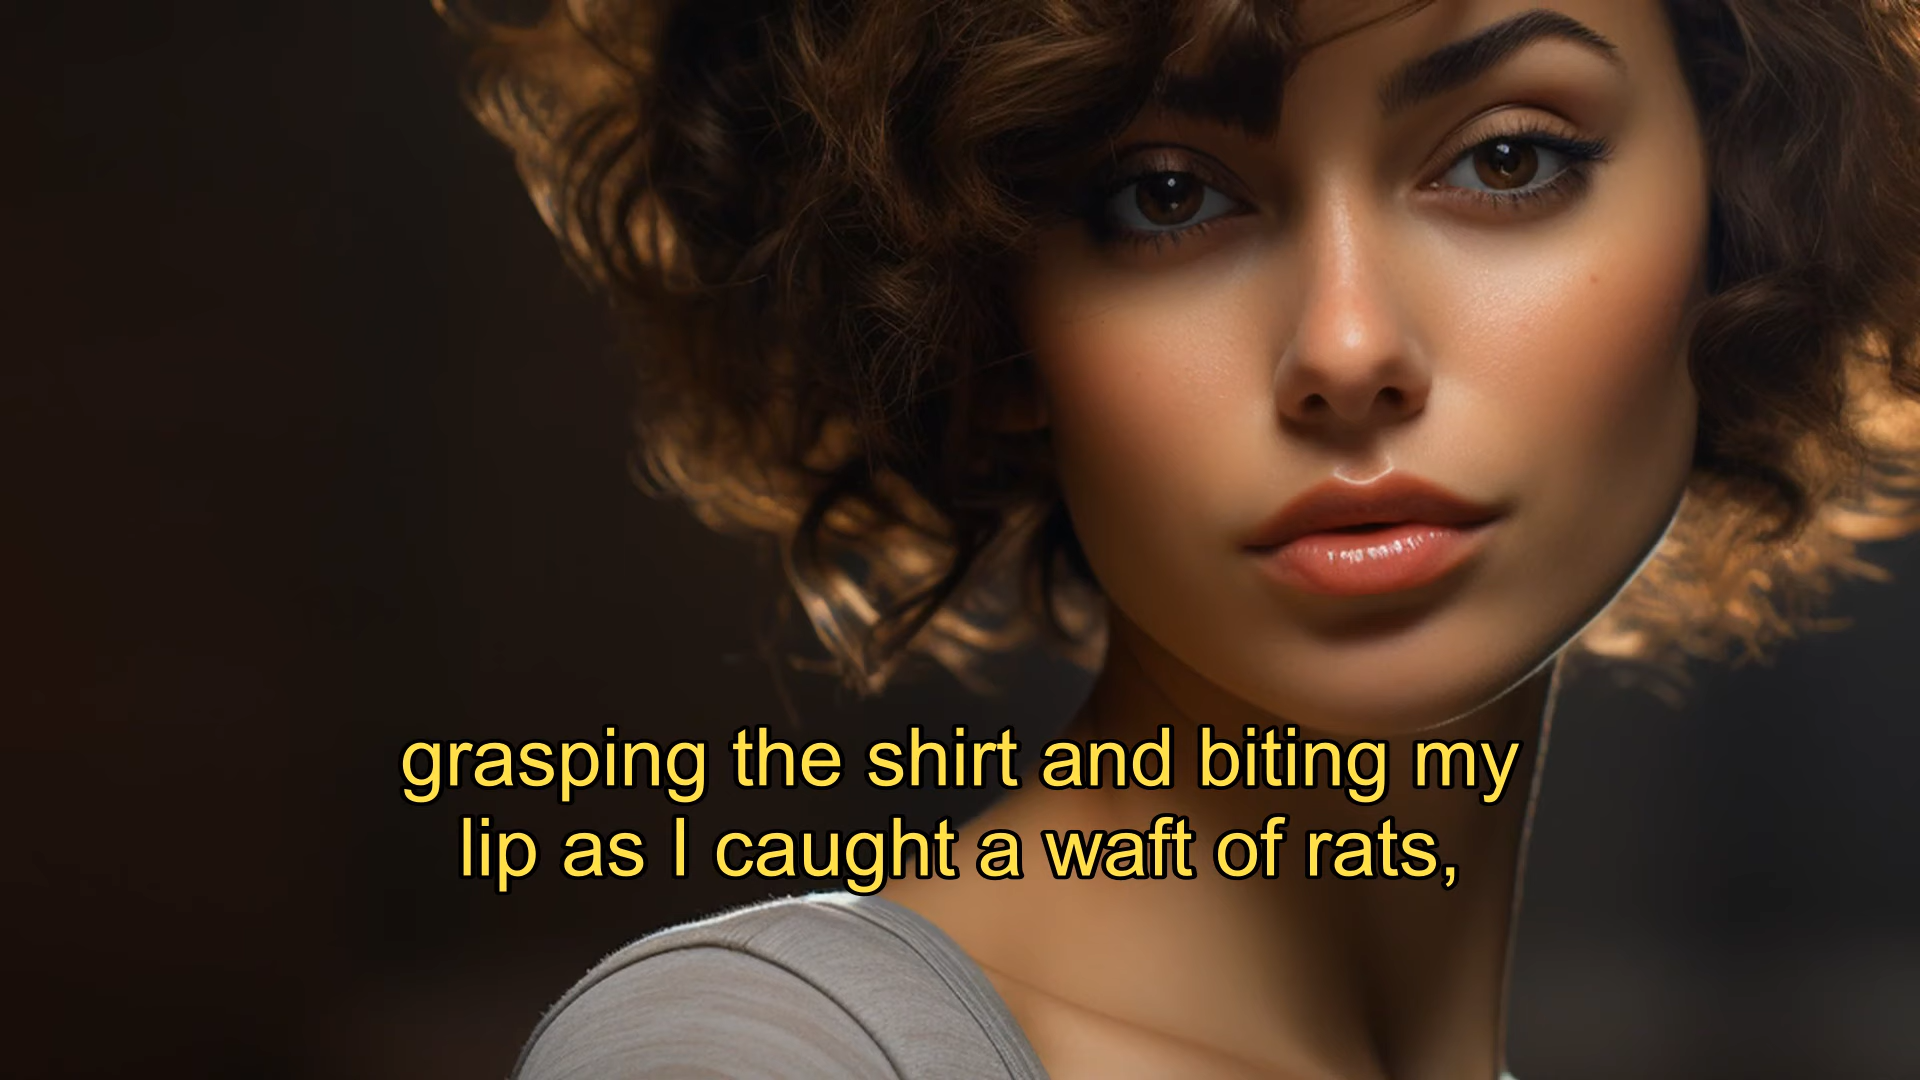 grasping the shirt and biting my
lip as I caught a waft of rats,